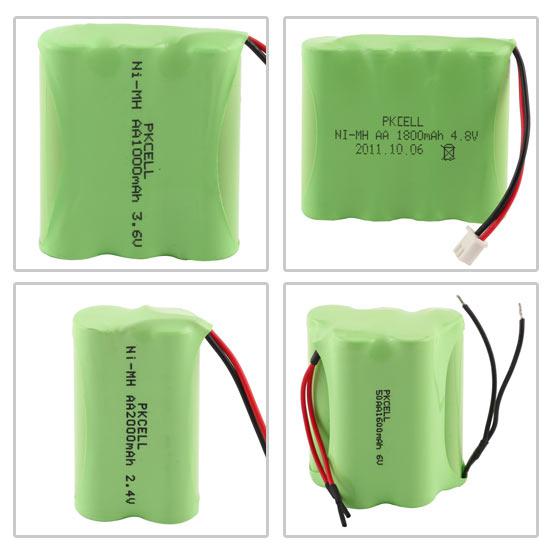 PKCELL
Ni-MH AA1000mAh 3.6V
PKCELL
NI-MH AA 1800mAh 4.8V
2011.10.06
PKCELL
Ni-MH AA2000mAh 2.4V
PKCELL
5DAA1600mAh 6V